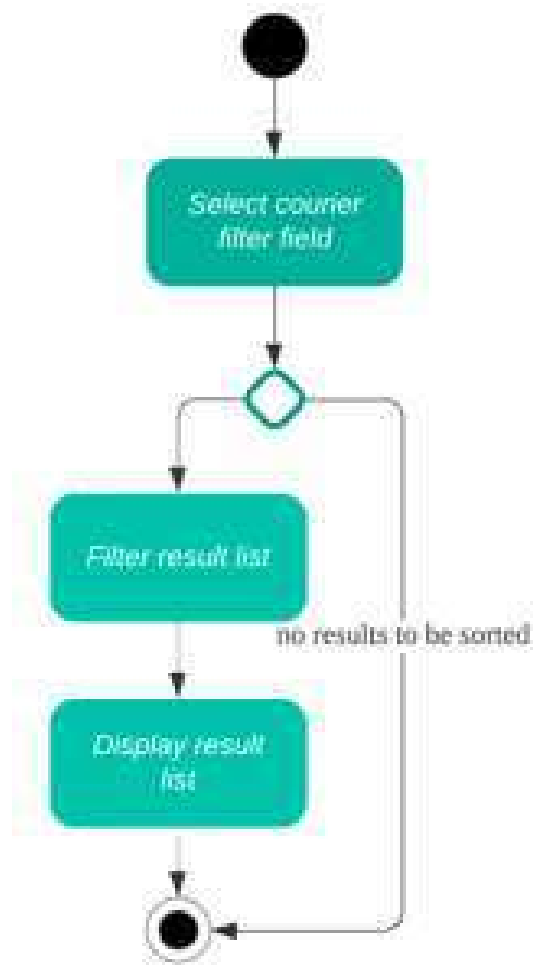 Select courier
filter field
Filter result list
no results to be sorted
Display result
list